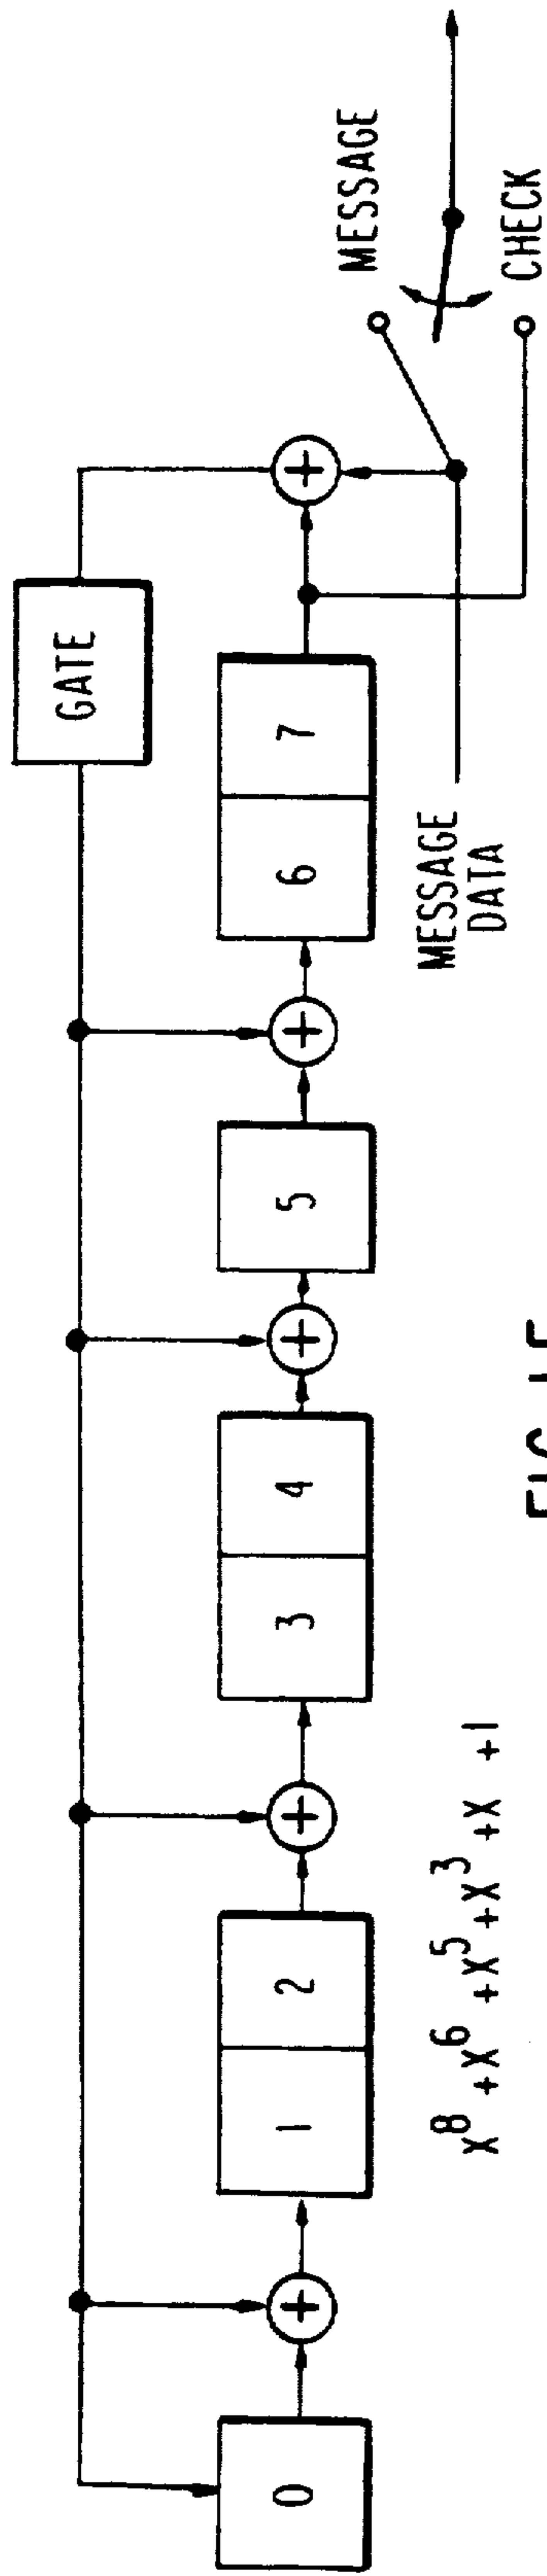 GATE
0
1 2
3 4
5
6 7
MESSAGE
CHECK
MESSAGE
DATA
x⁸ +x⁶ +x⁵ +x³ +x +1